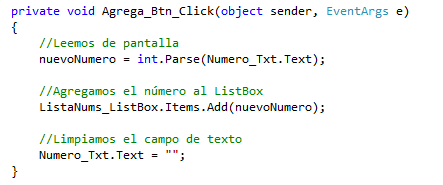 private void Agrega_Btn_Click(object sender, EventArgs e)
{
//Leemos de pantalla
nuevoNumero = int.Parse(Numero_Txt.Text);
//Agregamos el número al ListBox
ListaNums_ListBox.Items.Add(nuevoNumero);
//Limpiamos el campo de texto
Numero_Txt.Text = "";
}